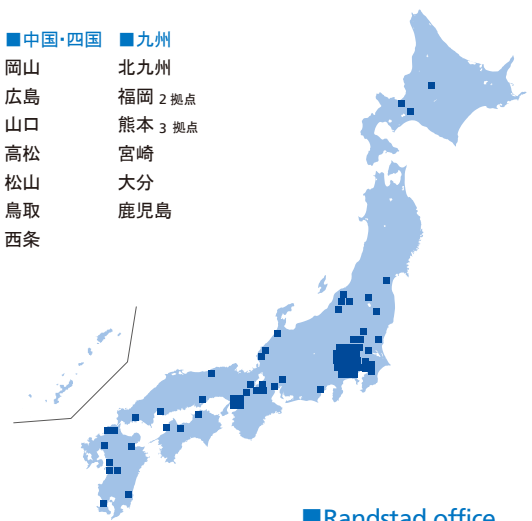 ■中国・四国
岡山
広島
山口
高松
松山
鳥取
西条
■九州
北九州
福岡 2 拠点
熊本 3 拠点
宮崎
大分
鹿児島
■Randstad office